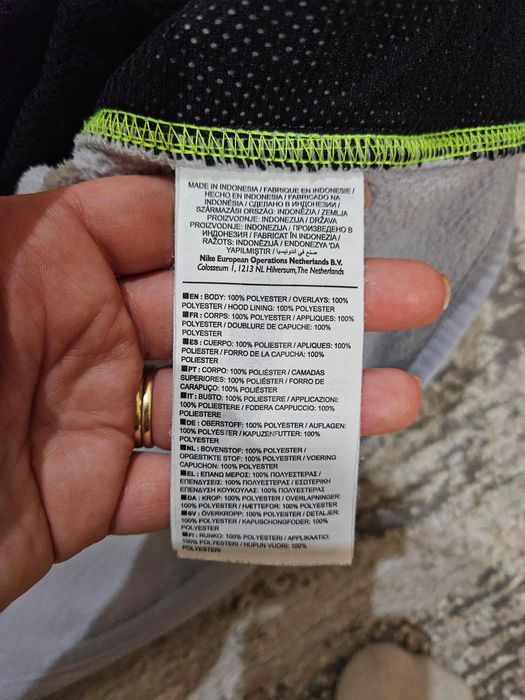 MADE IN INDONESIA / FABRIQUE EN INDONESIE /
HECHO EN INDONESIA / FABRICADO NA
INDONÉSIA / СДЕЛАНО В ИНДОНЕЗИИ /
SZÁRMAZÁSI ORSZÁG: INDONÉZIA / ZEMLJA
PROIZVODNJE: INDONEZIJA / DRŽAVA
PROIZVODNJE: INDONEZIJA / ПРОИЗВЕДЕНО В
ИНДОНЕЗИЯ / FABRICAT ÎN INDONEZIA /
RAŽOTS: INDONĒZIJĀ / ENDONEZYA 'DA
YAPILMIŞTIR / صنع في أندونيسيا
Nike European Operations Netherlands B.V.
Colosseum 1, 1213 NL Hilversum, The Netherlands
■EN : BODY: 100% POLYESTER / OVERLAYS: 100%
POLYESTER / HOOD LINING: 100% POLYESTER
■FR : CORPS: 100% POLYESTER / APPLIQUES: 100%
POLYESTER / DOUBLURE DE CAPUCHE: 100%
POLYESTER
■ES : CUERPO: 100% POLIESTER / APLIQUES: 100%
POLIESTER / FORRO DE LA CAPUCHA: 100%
POLIESTER
■PT : CORPO: 100% POLIÉSTER / CAMADAS
SUPERIORES: 100% POLIÉSTER / FORRO DE
CARAPUÇO: 100% POLIÉSTER
■IT : BUSTO: 100% POLIESTERE / APPLICAZIONI:
100% POLIESTERE / FODERA CAPPUCCIO: 100%
POLIESTERE
■DE : OBERSTOFF: 100% POLYESTER / AUFLAGEN:
100% POLYESTER / KAPUZENFUTTER: 100%
POLYESTER
■NL : BOVENSTOF: 100% POLYESTER /
OPGESTIKTE STOF: 100% POLYESTER / VOERING
CAPUCHON: 100% POLYESTER
■EL : ΕΠΑΝΩ ΜΕΡΟΣ: 100% ΠΟΛΥΕΣΤΕΡΑΣ /
ΕΠΕΝΔΥΣΕΙΣ: 100% ΠΟΛΥΕΣΤΕΡΑΣ / ΕΣΩΤΕΡΙΚΗ
ΕΠΕΝΔΥΣΗ ΚΟΥΚΟΥΛΑΣ: 100% ΠΟΛΥΕΣΤΕΡΑΣ
■DA : KROP: 100% POLYESTER / OVERLAPNINGER:
100% POLYESTER / HÆTTEFOR: 100% POLYESTER
■SV : ÖVERKROPP: 100% POLYESTER / DETALJER:
100% POLYESTER / KAPUSCHONGFODER: 100%
POLYESTER
■FI : RUNKO: 100% POLYESTERI / APPLIKAATIO:
100% POLYESTERI / HUPUN VUORI: 100%
POLYESTERI